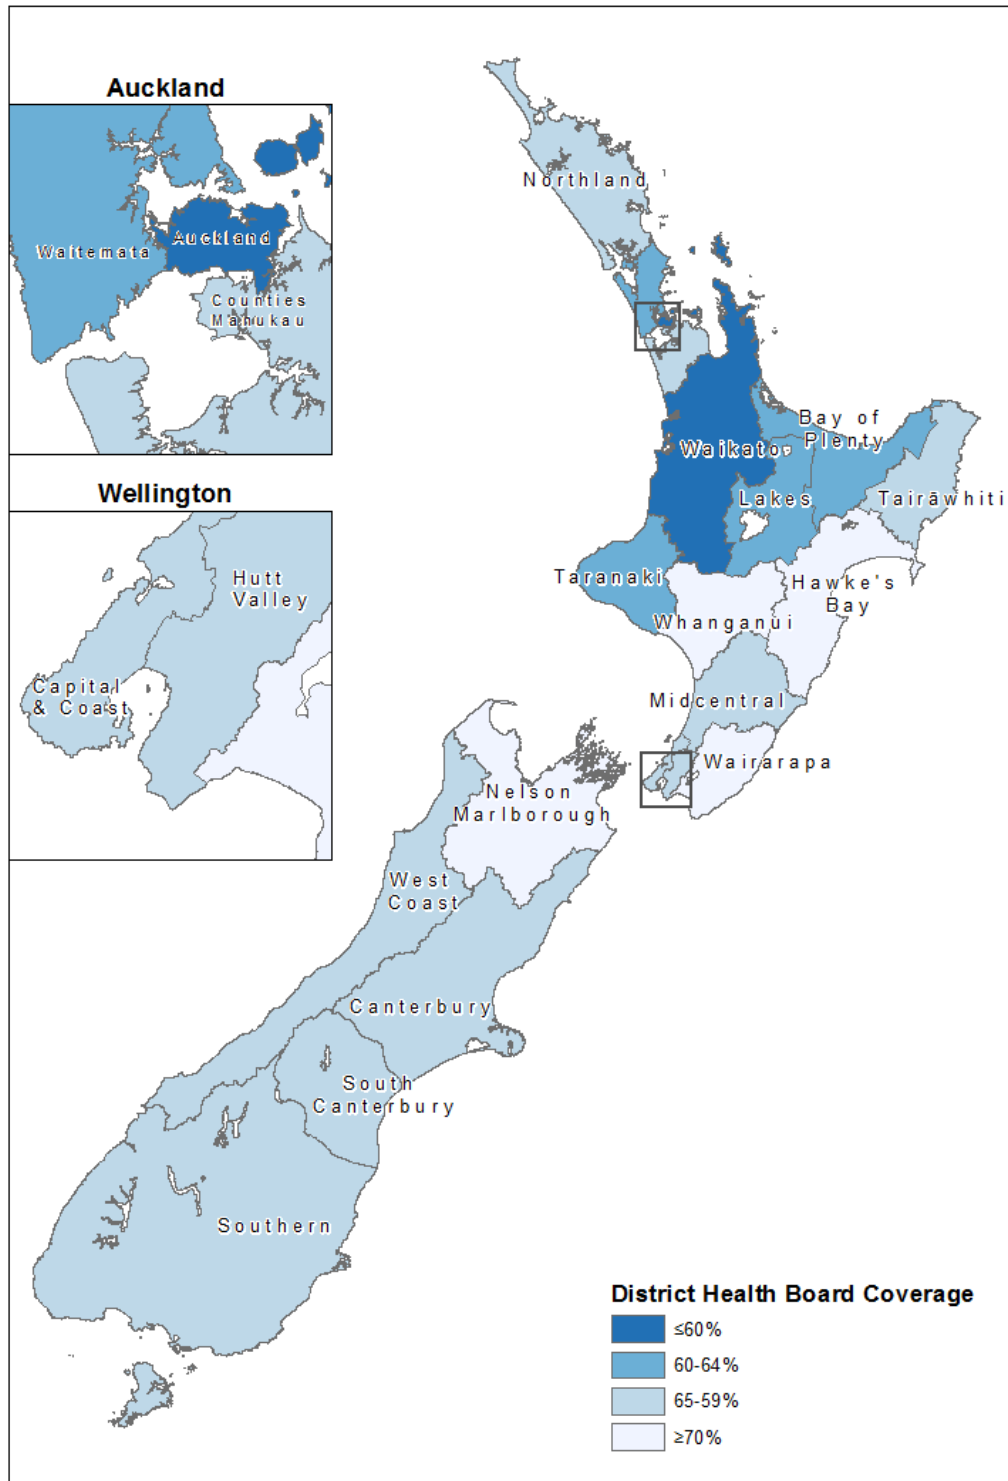 Auckland
Waitemata
Auckland
Counties
Manukau
Wellington
Hutt
Valley
Capital
& Coast
Northland
Waikato
Bay of
Plenty
Lakes
Tairāwhiti
Taranaki
Hawke's
Bay
Whanganui
Midcentral
Wairarapa
Nelson
Marlborough
West
Coast
Canterbury
South
Canterbury
Southern
District Health Board Coverage
≤60%
60-64%
65-59%
≥70%